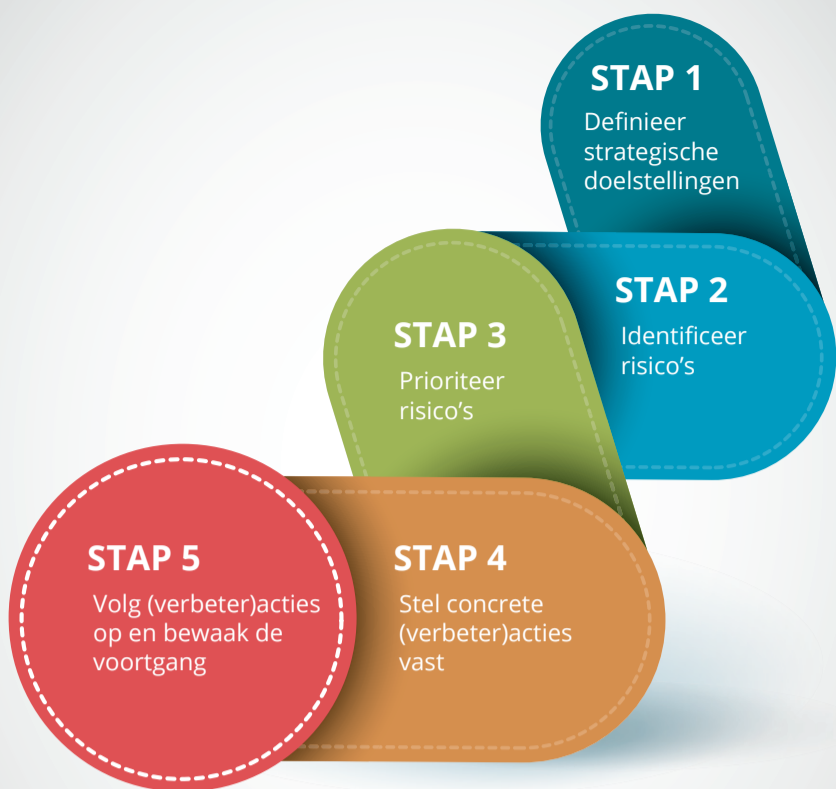 STAP 1
Definieer
strategische
doelstellingen
STAP 2
Identificeer
risico’s
STAP 3
Prioriteer
risico’s
STAP 4
Stel concrete
(verbeter)acties
vast
STAP 5
Volg (verbeter)acties
op en bewaak de
voortgang